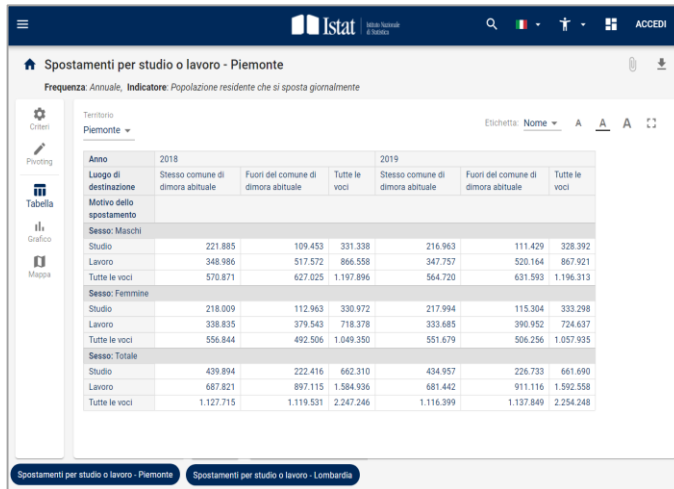 Istat Istituto Nazionale di Statistica ACCEDI
Spostamenti per studio o lavoro - Piemonte
Frequenza: Annuale, Indicatore: Popolazione residente che si sposta giornalmente
Criteri
Pivoting
Tabella
Grafico
Mappa
Territorio
Piemonte
Etichetta: Nome A A A
Anno 2018 2019
Luogo di destinazione Stesso comune di dimora abituale Fuori del comune di dimora abituale Tutte le voci Stesso comune di dimora abituale Fuori del comune di dimora abituale Tutte le voci
Motivo dello spostamento
Sesso: Maschi
Studio 221.885 109.453 331.338 216.963 111.429 328.392
Lavoro 348.986 517.572 866.558 347.757 520.164 867.921
Tutte le voci 570.871 627.025 1.197.896 564.720 631.593 1.196.313
Sesso: Femmine
Studio 218.009 112.963 330.972 217.994 115.304 333.298
Lavoro 338.835 379.543 718.378 333.685 390.952 724.637
Tutte le voci 556.844 492.506 1.049.350 551.679 506.256 1.057.935
Sesso: Totale
Studio 439.894 222.416 662.310 434.957 226.733 661.690
Lavoro 687.821 897.115 1.584.936 681.442 911.116 1.592.558
Tutte le voci 1.127.715 1.119.531 2.247.246 1.116.399 1.137.849 2.254.248
Spostamenti per studio o lavoro - Piemonte Spostamenti per studio o lavoro - Lombardia